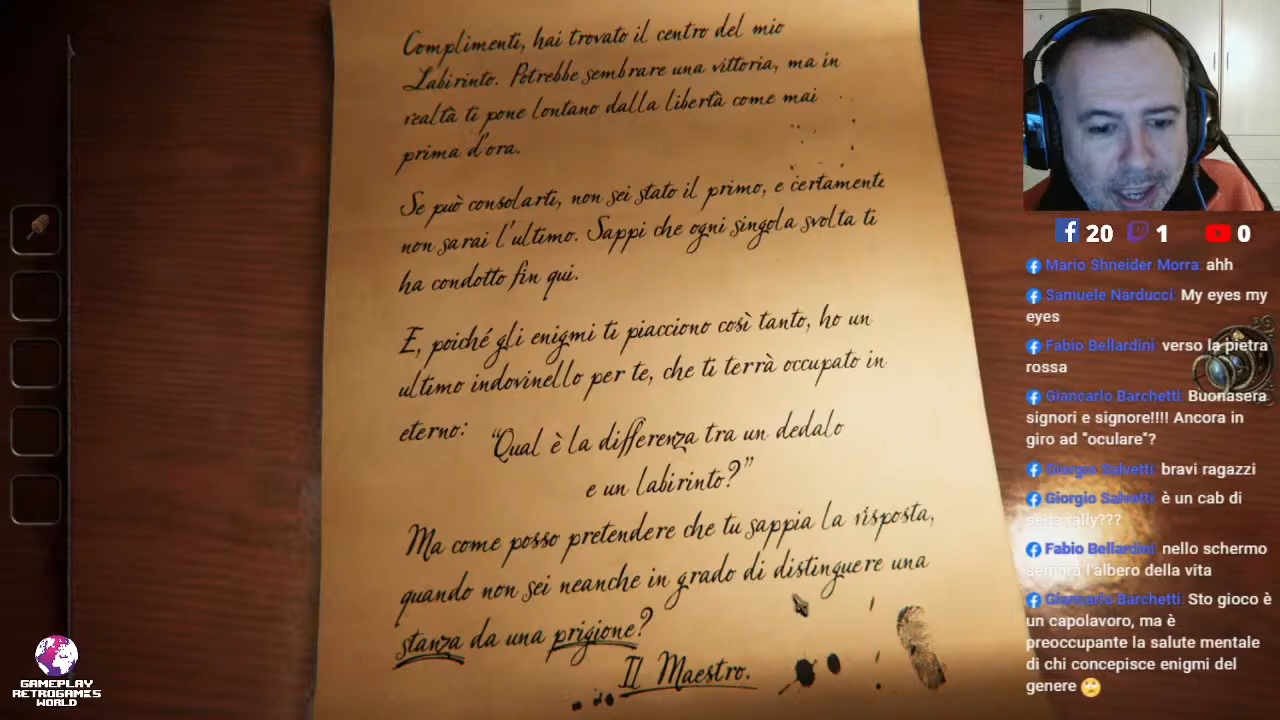 Complimenti, hai trovato il centro del mio
Labirinto. Potrebbe sembrare una vittoria, ma in
realtà ti pone lontano dalla libertà come mai
prima d'ora.
Se può consolarti, non sei stato il primo, e certamente
non sarai l'ultimo. Sappi che ogni singola svolta ti
ha condotto fin qui.
E, poiché gli enigmi ti piacciono così tanto, ho un
ultimo indovinello per te, che ti terrà occupato in
eterno:
"Qual è la differenza tra un dedalo
e un labirinto?"
Ma come posso pretendere che tu sappia la risposta,
quando non sei neanche in grado di distinguere una
stanza da una prigione?
Il Maestro.
20 1 0
Mario Shneider Morra: ahh
Samuele Narducci: My eyes my
eyes
Fabio Bellardini: verso la pietra
rossa
Giancarlo Barchetti: Buonasera
signori e signore!!!! Ancora in
giro ad "oculare"?
Giorgio Salvetti: bravi ragazzi
Giorgio Salvetti: è un cab di
sega rally???
Fabio Bellardini: nello schermo
sembra l'albero della vita
Giancarlo Barchetti: Sto gioco è
un capolavoro, ma è
preoccupante la salute mentale
di chi concepisce enigmi del
genere
GAMEPLAY
RETROGAMES
WORLD